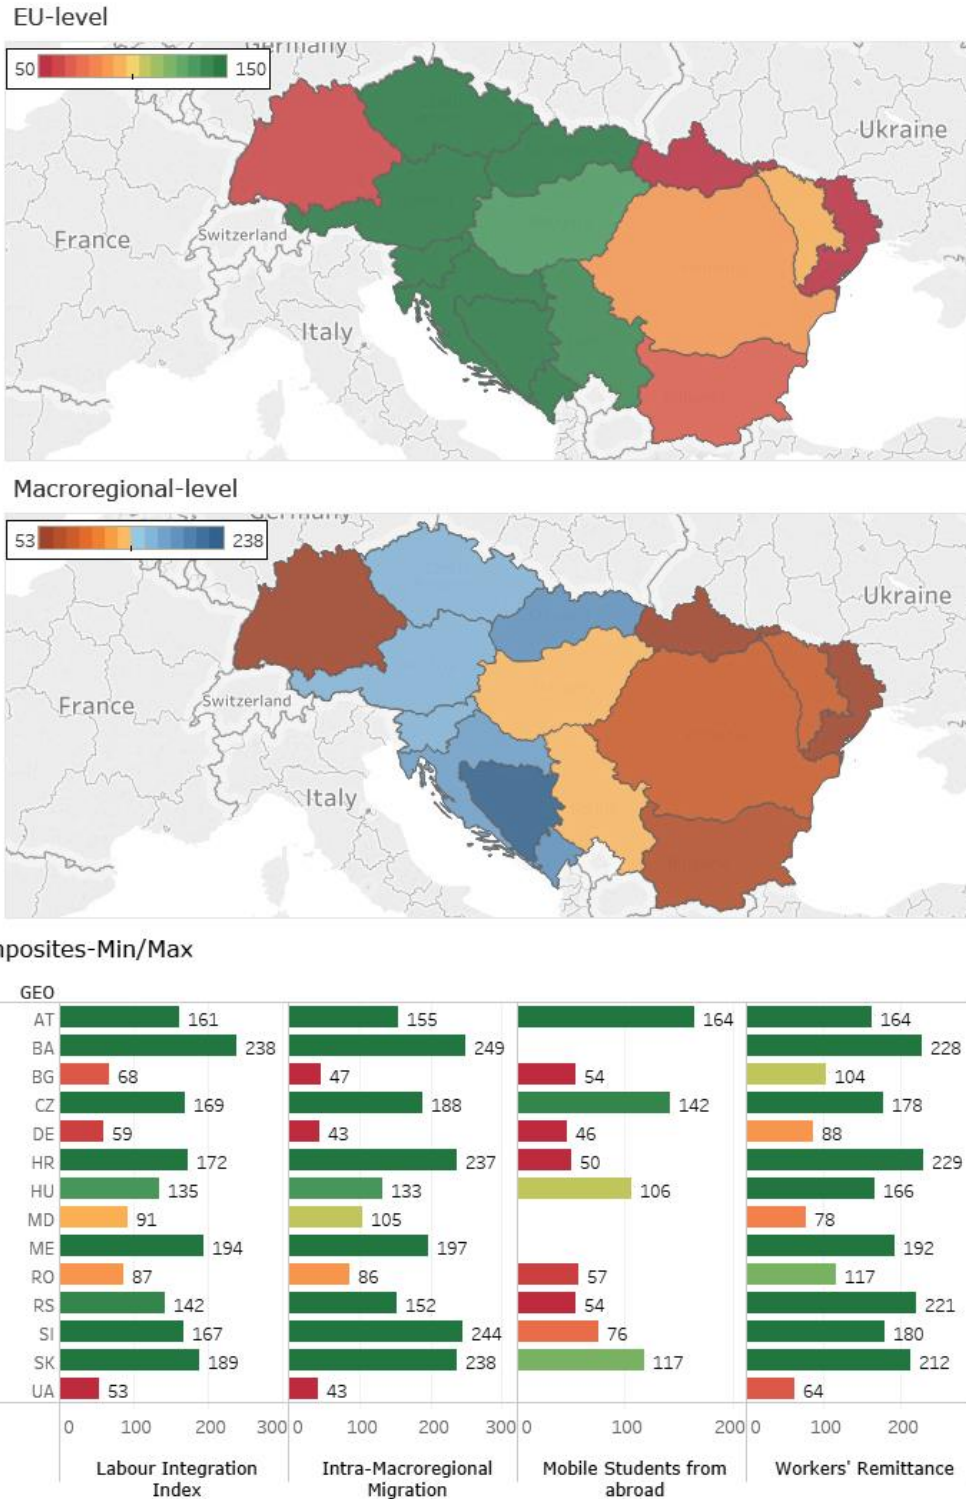 EU-level
Germany
50
150
Ukraine
France
Switzerland
Italy
Macroregional-level
Germany
53
238
Ukraine
France
Switzerland
Italy
nposites-Min/Max
GEO
AT 161 155 164 164
BA 238 249 228
BG 68 47 54 104
CZ 169 188 142 178
DE 59 43 46 88
HR 172 237 50 229
HU 135 133 106 166
MD 91 105 78
ME 194 197 192
RO 87 86 57 117
RS 142 152 54 221
SI 167 244 76 180
SK 189 238 117 212
UA 53 43 64
0 100 200 300 0 100 200 300 0 100 200 0 100 200
Labour Integration Intra-Macroregional Mobile Students from Workers' Remittance
Index Migration abroad